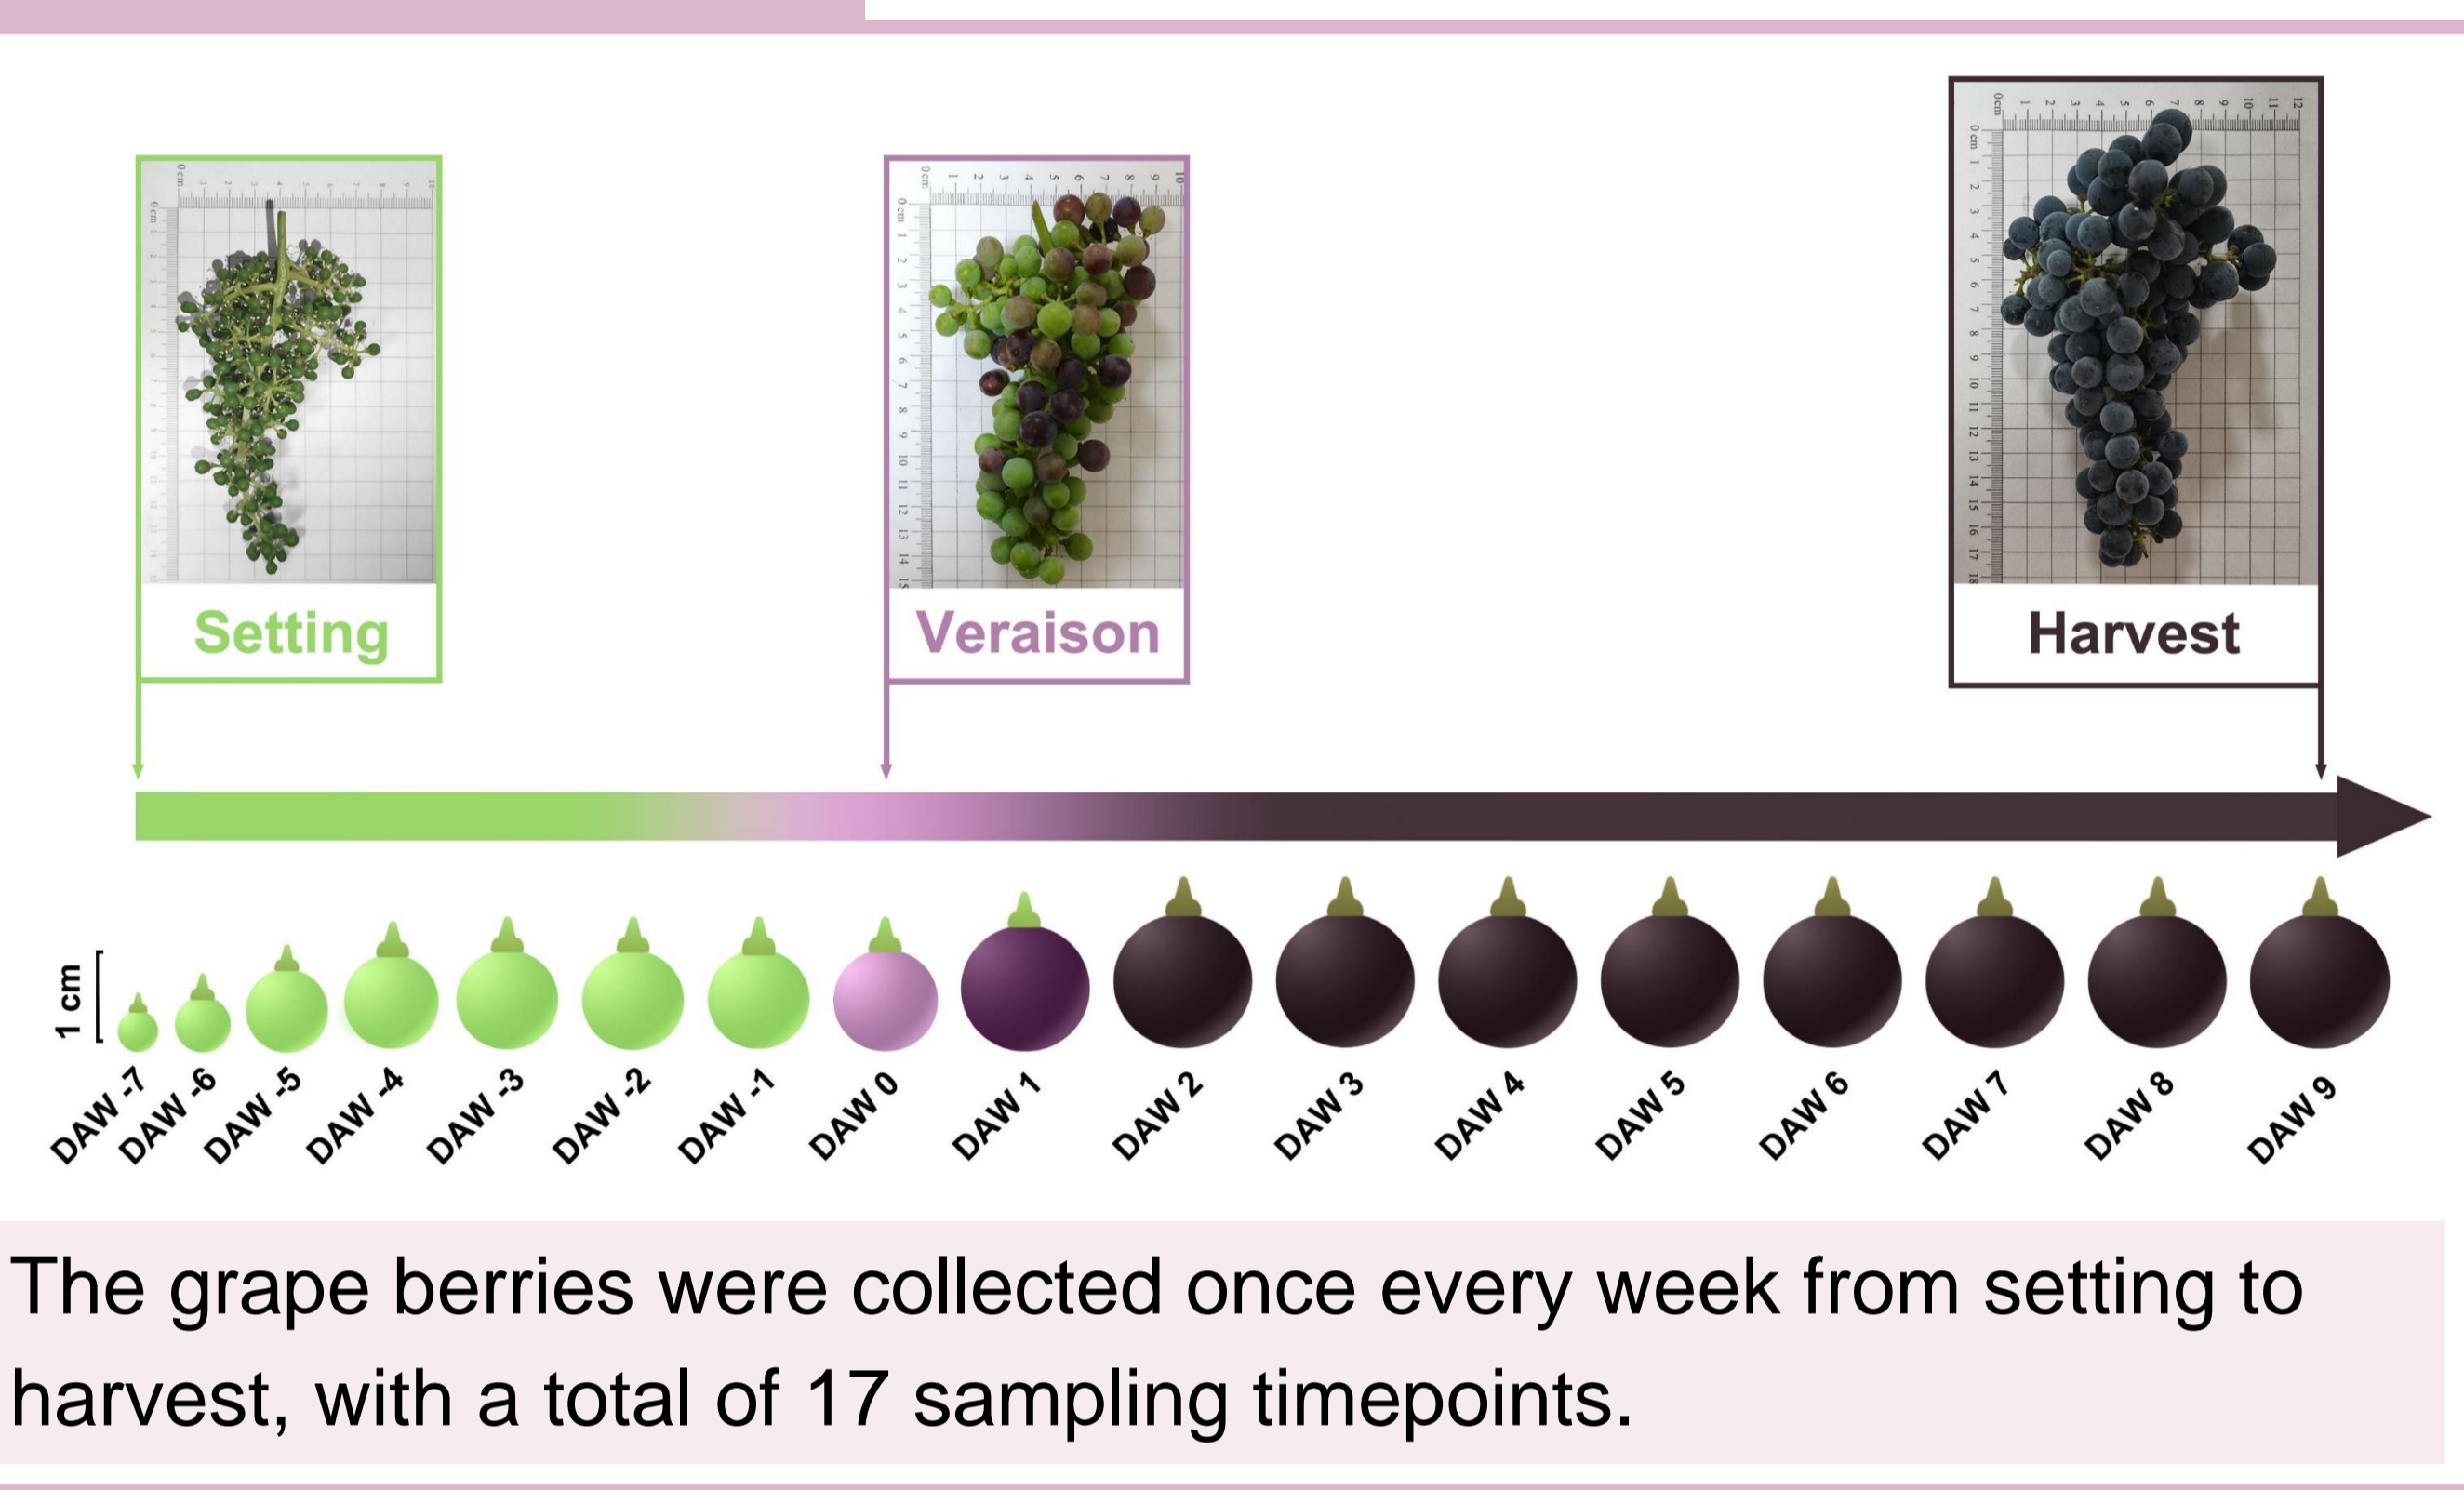 Setting
Veraison
Harvest
1 cm
DAW -7
DAW -6
DAW -5
DAW -4
DAW -3
DAW -2
DAW -1
DAW 0
DAW 1
DAW 2
DAW 3
DAW 4
DAW 5
DAW 6
DAW 7
DAW 8
DAW 9
The grape berries were collected once every week from setting to
harvest, with a total of 17 sampling timepoints.